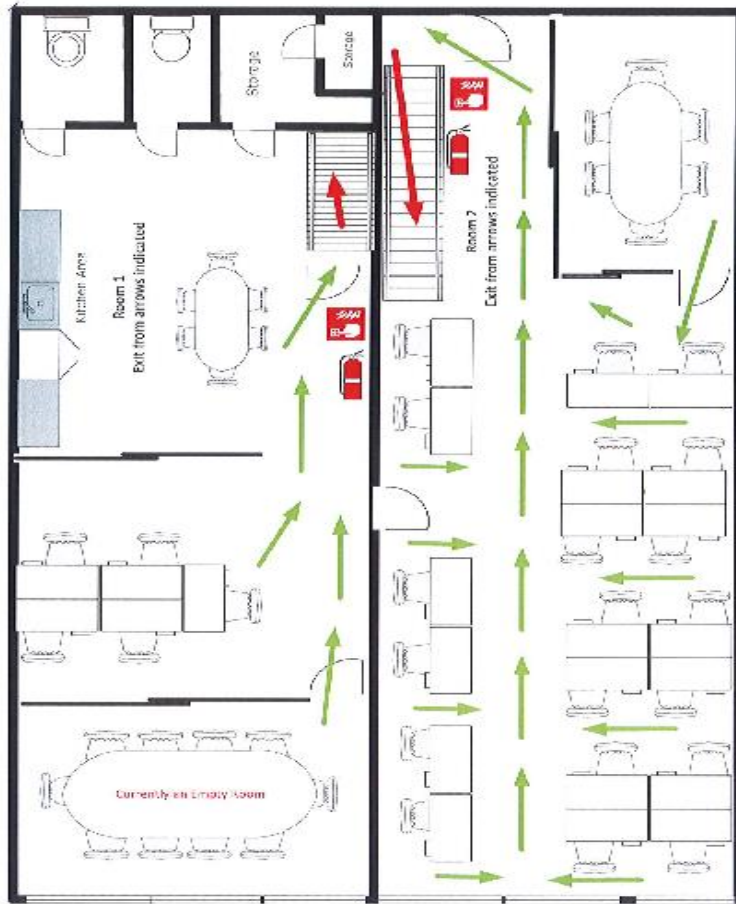 Storage
Storage
Kitchen Area
Room 1
Exit from arrows indicated
Room 2
Exit from arrows indicated
Currently an Empty Room